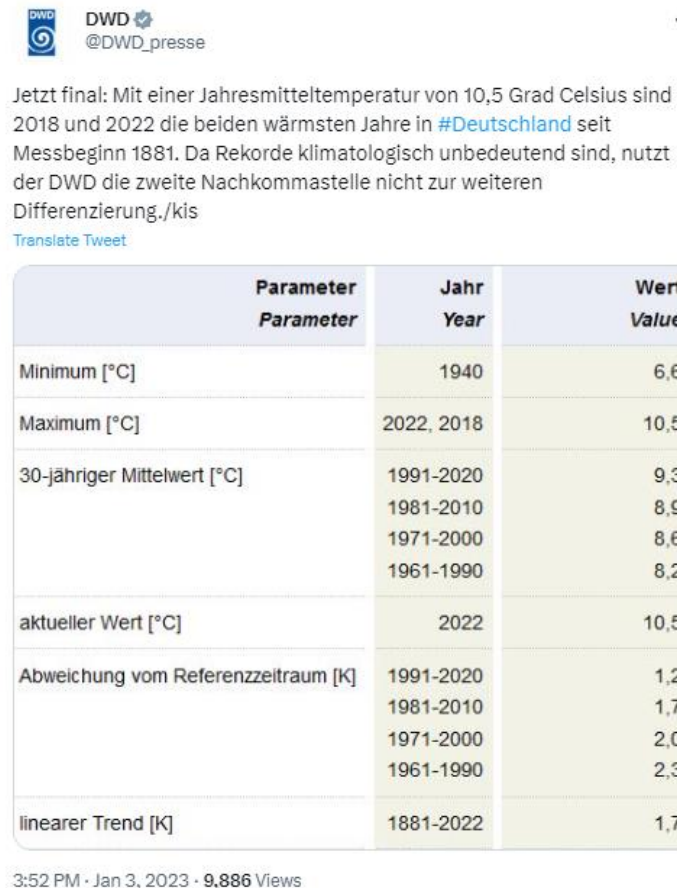 DWD
DWD
@DWD_presse
Jetzt final: Mit einer Jahresmitteltemperatur von 10,5 Grad Celsius sind
2018 und 2022 die beiden wärmsten Jahre in #Deutschland seit
Messbeginn 1881. Da Rekorde klimatologisch unbedeutend sind, nutzt
der DWD die zweite Nachkommastelle nicht zur weiteren
Differenzierung./kis
Translate Tweet
Parameter Jahr Wert
Parameter Year Value
Minimum [°C] 1940 6,6
Maximum [°C] 2022, 2018 10,5
30-jähriger Mittelwert [°C] 1991-2020 9,3
1981-2010 8,9
1971-2000 8,6
1961-1990 8,2
aktueller Wert [°C] 2022 10,5
Abweichung vom Referenzzeitraum [K] 1991-2020 1,2
1981-2010 1,7
1971-2000 2,0
1961-1990 2,3
linearer Trend [K] 1881-2022 1,7
3:52 PM · Jan 3, 2023 · 9,886 Views